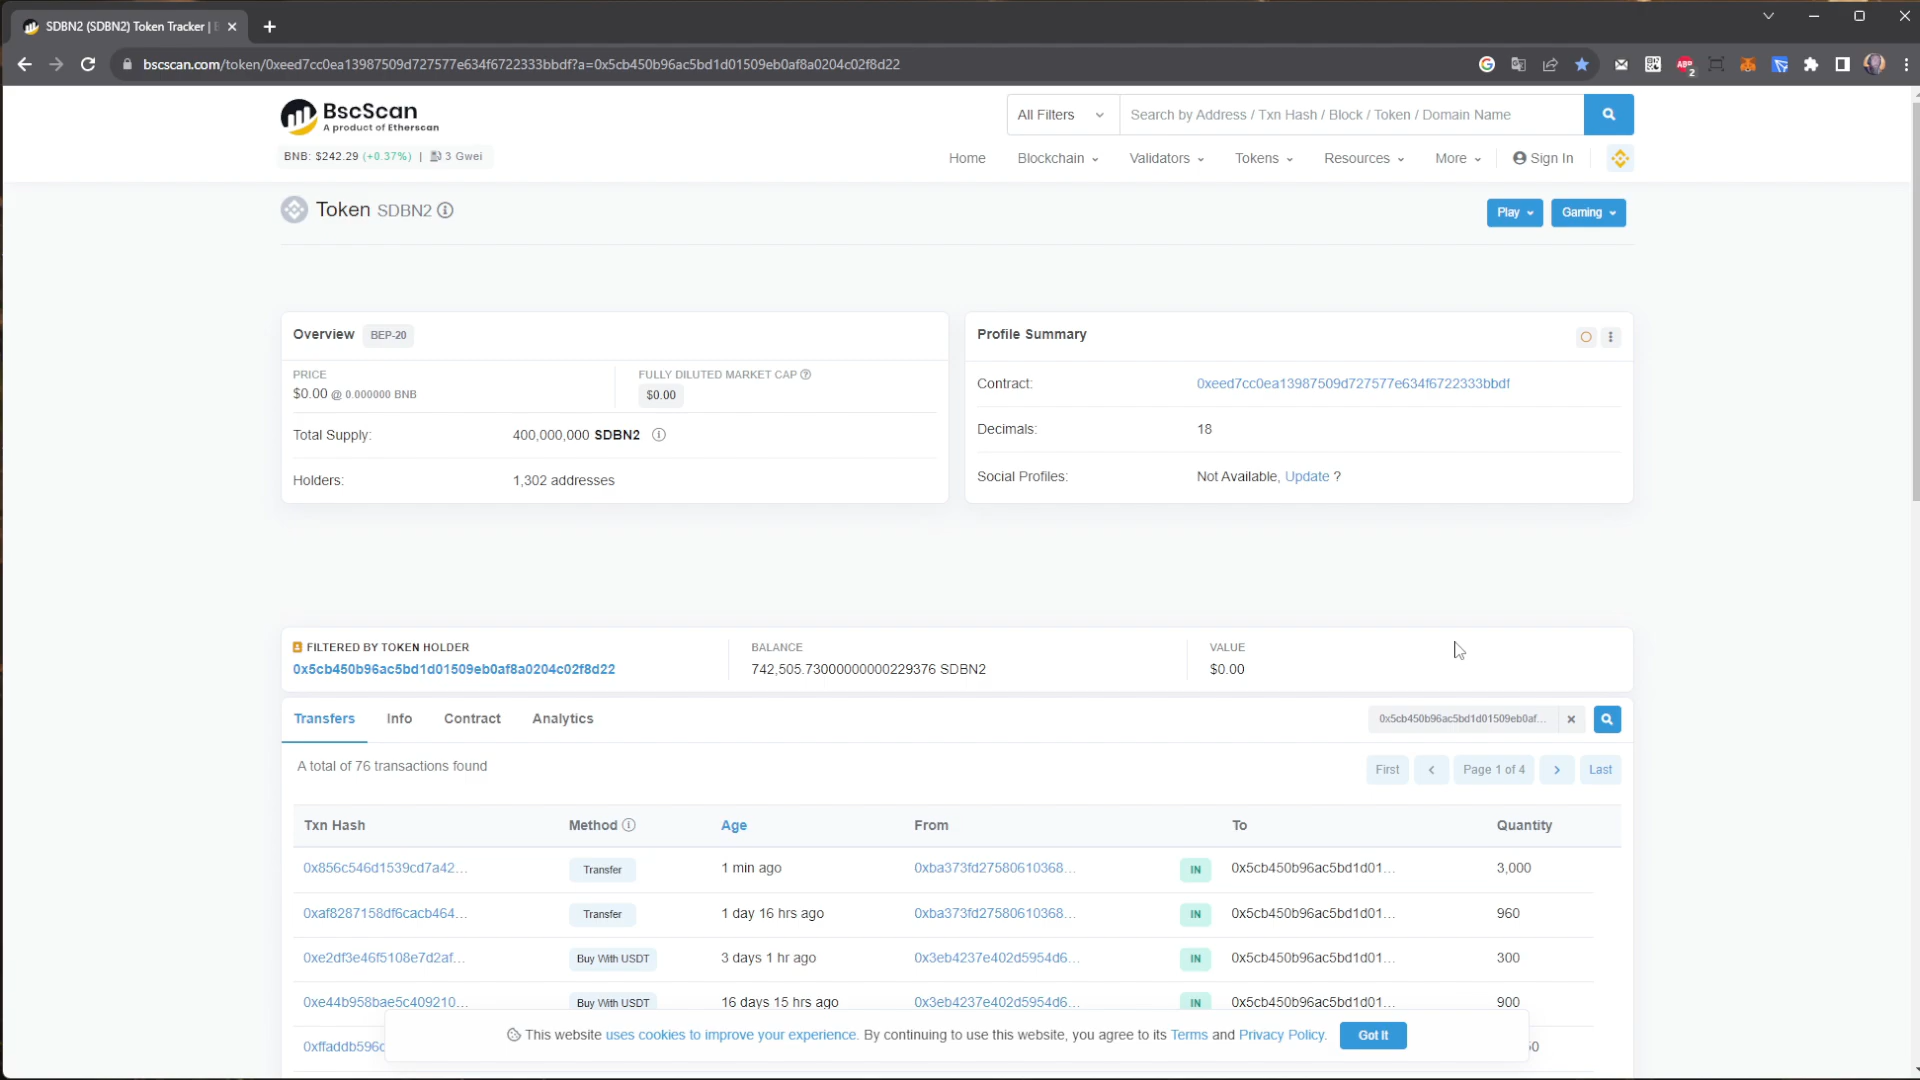 SDBN2 (SDBN2) Token Tracker |
bscscan.com/token/0xeed7cc0ea13987509d727577e634f6722333bbdf?a=0x5cb450b96ac5bd1d01509eb0af8a0204c02f8d22
ABP
2
BscScan
A product of Etherscan
All Filters
Search by Address / Txn Hash / Block / Token / Domain Name
BNB: $242.29 (+0.37%) | 3 Gwei
Home Blockchain Validators Tokens Resources More Sign In
Token SDBN2
Play Gaming
Overview BEP-20
PRICE
$0.00 @ 0.000000 BNB
FULLY DILUTED MARKET CAP
$0.00
Total Supply: 400,000,000 SDBN2
Holders: 1,302 addresses
Profile Summary
Contract: 0xeed7cc0ea13987509d727577e634f6722333bbdf
Decimals: 18
Social Profiles: Not Available, Update ?
FILTERED BY TOKEN HOLDER
0x5cb450b96ac5bd1d01509eb0af8a0204c02f8d22
BALANCE
742,505.73000000000229376 SDBN2
VALUE
$0.00
Transfers Info Contract Analytics
0x5cb450b96ac5bd1d01509eb0af...
A total of 76 transactions found
First Page 1 of 4 Last
Txn Hash Method Age From To Quantity
0x856c546d1539cd7a42... Transfer 1 min ago 0xba373fd27580610368... IN 0x5cb450b96ac5bd1d01... 3,000
0xaf8287158df6cacb464... Transfer 1 day 16 hrs ago 0xba373fd27580610368... IN 0x5cb450b96ac5bd1d01... 960
0xe2df3e46f5108e7d2af... Buy With USDT 3 days 1 hr ago 0x3eb4237e402d5954d6... IN 0x5cb450b96ac5bd1d01... 300
0xe44b958bae5c409210... Buy With USDT 16 days 15 hrs ago 0x3eb4237e402d5954d6... IN 0x5cb450b96ac5bd1d01... 900
This website uses cookies to improve your experience. By continuing to use this website, you agree to its Terms and Privacy Policy.
Got It